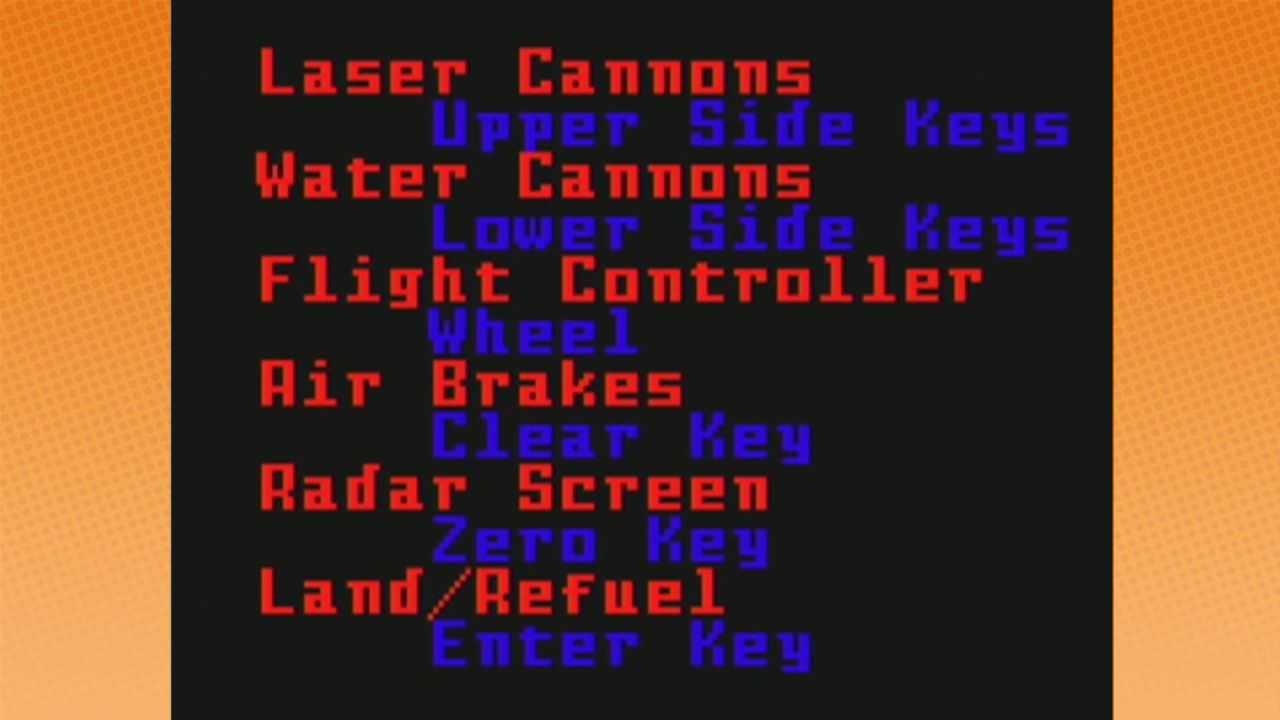 Laser Cannons
Upper Side Keys
Water Cannons
Lower Side Keys
Flight Controller
Wheel
Air Brakes
Clear Key
Radar Screen
Zero Key
Land/Refuel
Enter Key